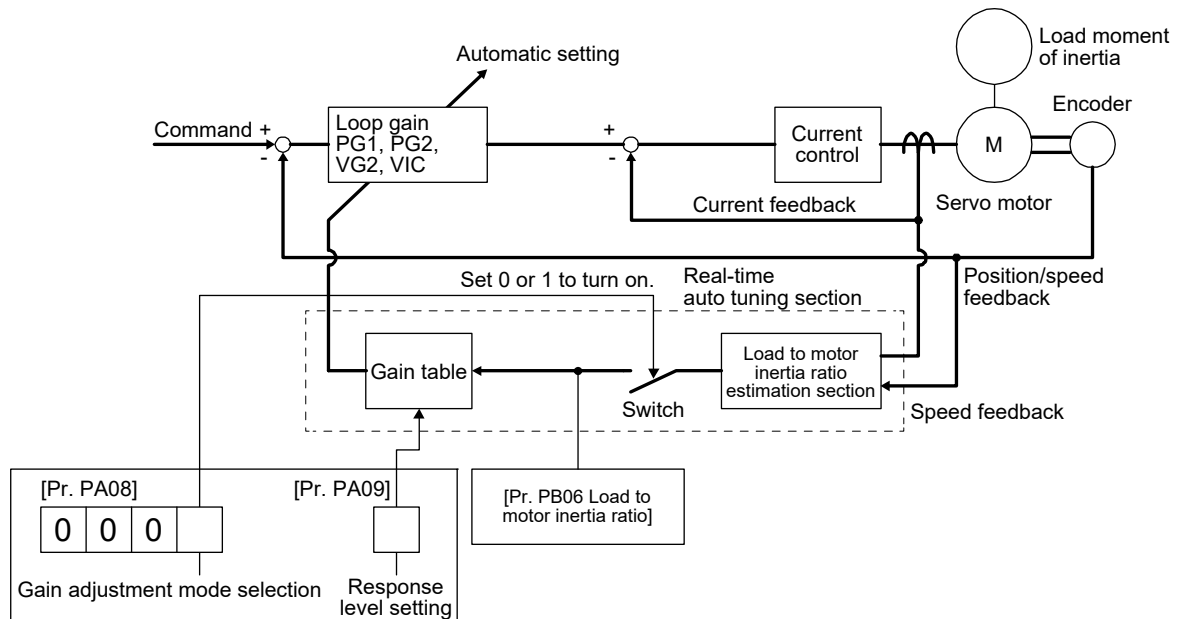 Automatic setting
Load moment
of inertia
Encoder
Command
+
-
Loop gain
PG1, PG2,
VG2, VIC
+
-
Current
control
M
Servo motor
Current feedback
Set 0 or 1 to turn on.
Real-time
auto tuning section
Position/speed
feedback
Gain table
Switch
Load to motor
inertia ratio
estimation section
Speed feedback
[Pr. PA08]
[Pr. PA09]
0 0 0
[Pr. PB06 Load to
motor inertia ratio]
Gain adjustment mode selection
Response
level setting